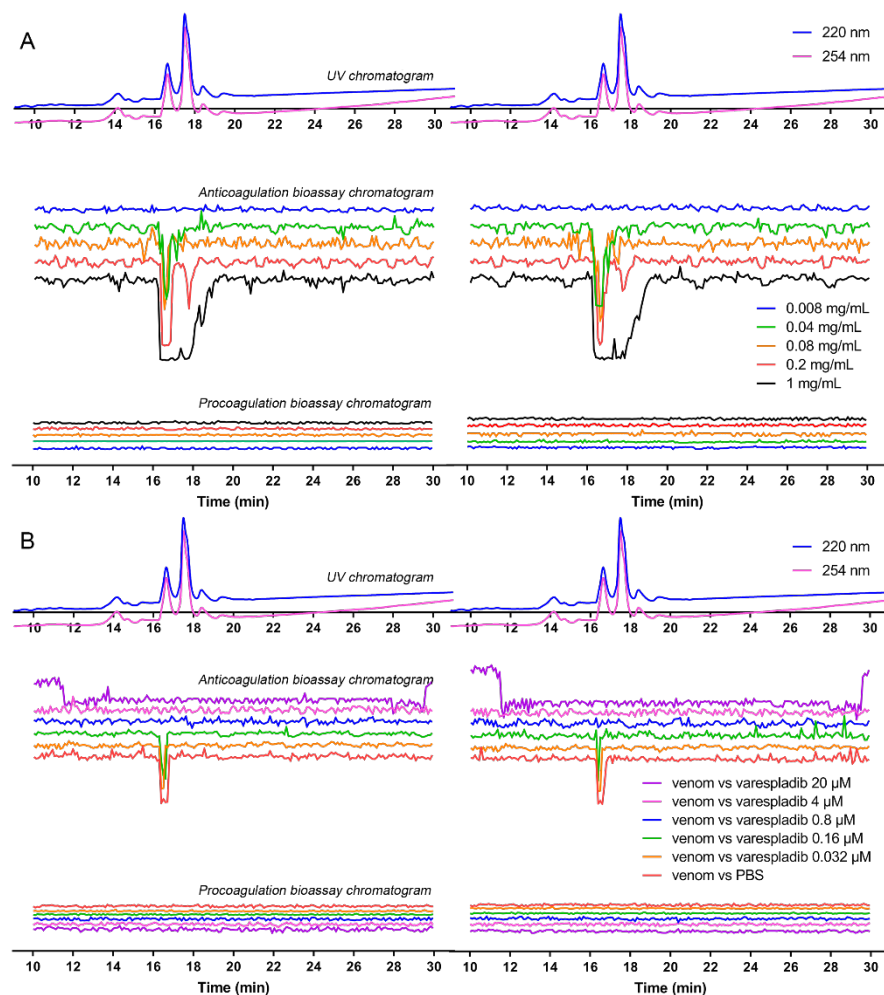 A
220 nm
254 nm
UV chromatogram
10 12 14 16 18 20 22 24 26 28 30
10 12 14 16 18 20 22 24 26 28 30
Anticoagulation bioassay chromatogram
0.008 mg/mL
0.04 mg/mL
0.08 mg/mL
0.2 mg/mL
1 mg/mL
Procoagulation bioassay chromatogram
10 12 14 16 18 20 22 24 26 28 30
10 12 14 16 18 20 22 24 26 28 30
Time (min)
Time (min)
B
220 nm
254 nm
UV chromatogram
10 12 14 16 18 20 22 24 26 28 30
10 12 14 16 18 20 22 24 26 28 30
Anticoagulation bioassay chromatogram
venom vs varespladib 20 µM
venom vs varespladib 4 µM
venom vs varespladib 0.8 µM
venom vs varespladib 0.16 µM
venom vs varespladib 0.032 µM
venom vs PBS
Procoagulation bioassay chromatogram
10 12 14 16 18 20 22 24 26 28 30
10 12 14 16 18 20 22 24 26 28 30
Time (min)
Time (min)